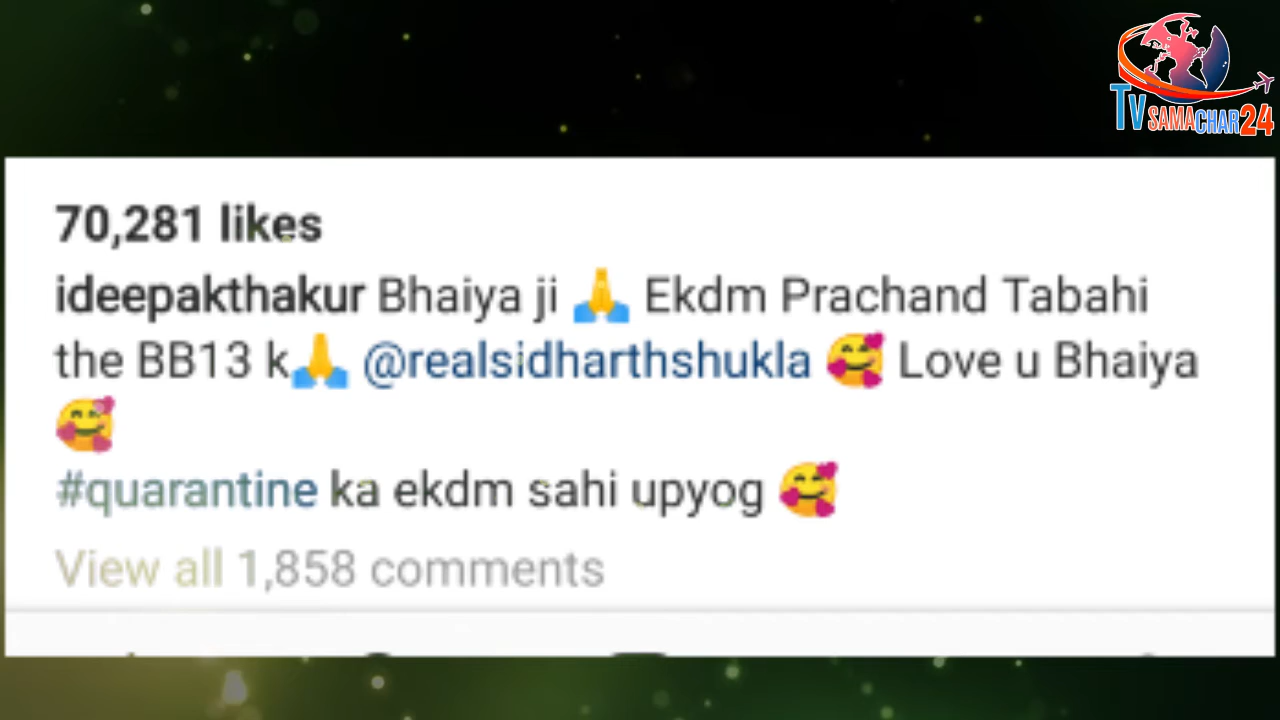 TV SAMACHAR24
70,281 likes
ideepakthakur Bhaiya ji 🙏 Ekdm Prachand Tabahi
the BB13 k🙏 @realsidharthshukla 🥰 Love u Bhaiya
🥰
#quarantine ka ekdm sahi upyog 🥰
View all 1,858 comments